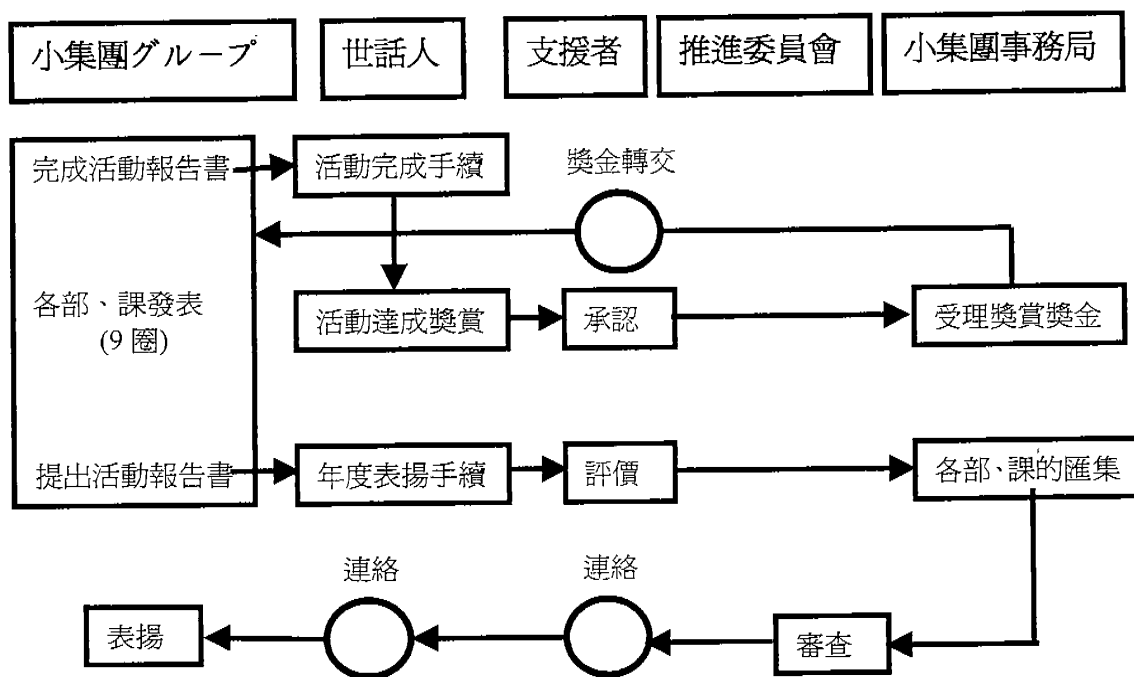 小集團グループ
世話人
支援者
推進委員會
小集團事務局
完成活動報告書
活動完成手續
獎金轉交
各部、課發表
(9 圈)
活動達成獎賞
承認
受理獎賞獎金
提出活動報告書
年度表揚手續
評價
各部、課的匯集
連絡
連絡
表揚
審查